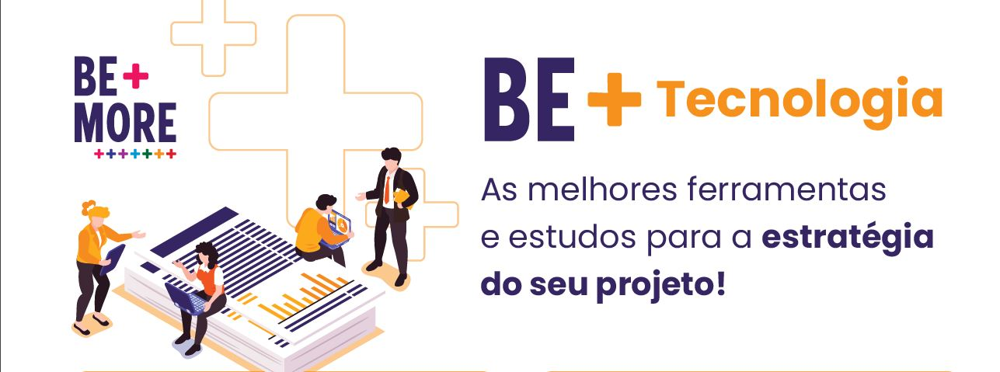 BE+
MORE
BE+ Tecnologia
As melhores ferramentas
e estudos para a estratégia
do seu projeto!